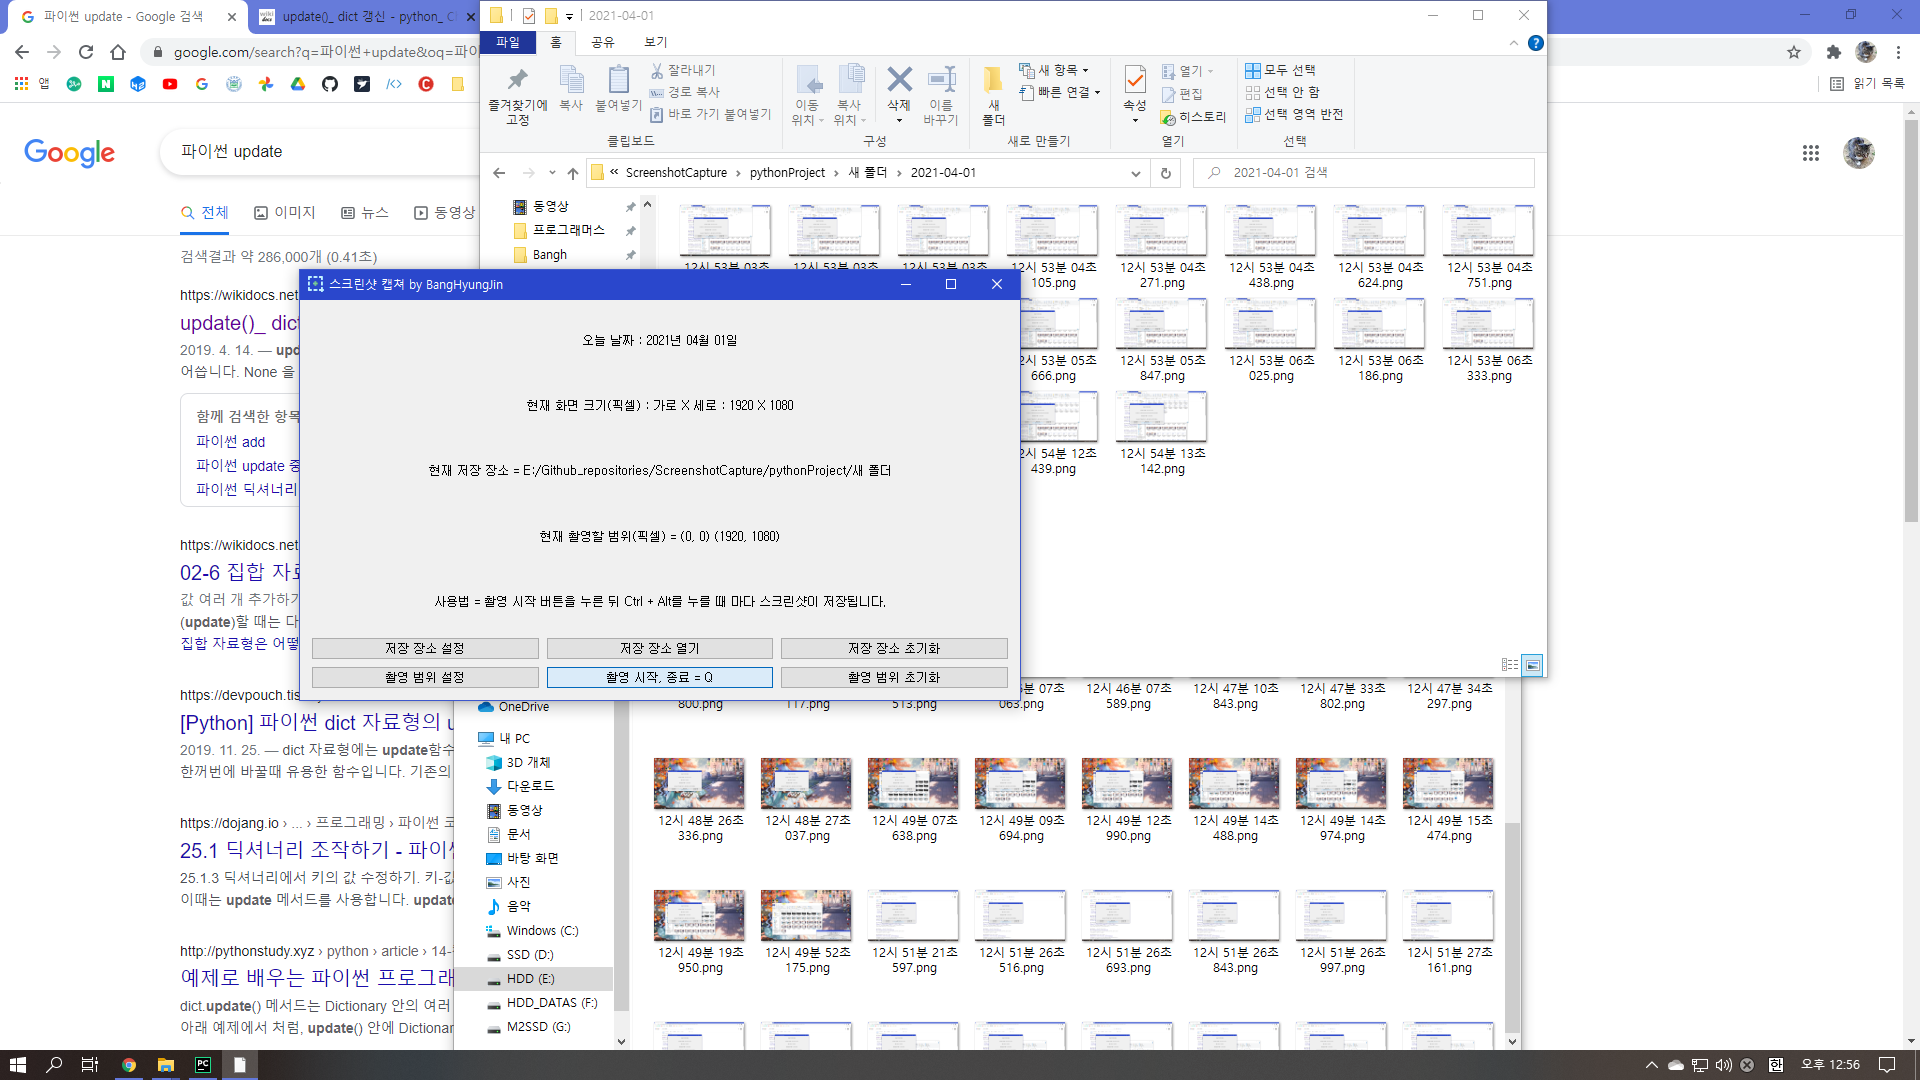 파이썬 update - Google 검색
update()_ dict 갱신 - python_ C
google.com/search?q=파이썬+update&oq=파이
앱
읽기 목록
Google
파이썬 update
전체
이미지
뉴스
동영상
검색결과 약 286,000개 (0.41초)
https://wikidocs.net
update()_ dict
2019. 4. 14. — upd
어씁니다. None 을
함께 검색한 항목
파이썬 add
파이썬 update 중
파이썬 딕셔너리
https://wikidocs.net
02-6 집합 자료
값 여러 개 추가하기
(update)할 때는 다
집합 자료형은 어떻
https://devpouch.tis
[Python] 파이썬 dict 자료형의 u
2019. 11. 25. — dict 자료형에는 update함수
한꺼번에 바꿀때 유용한 함수입니다. 기존의
https://dojang.io › ... › 프로그래밍 › 파이썬 코
25.1 딕셔너리 조작하기 - 파이썬
25.1.3 딕셔너리에서 키의 값 수정하기. 키-값
이때는 update 메서드를 사용합니다. updat
http://pythonstudy.xyz › python › article › 14-
예제로 배우는 파이썬 프로그래
dict.update() 메서드는 Dictionary 안의 여러
아래 예제에서 처럼, update() 안에 Dictionar
2021-04-01
파일
홈
공유
보기
즐겨찾기에 고정
복사
붙여넣기
잘라내기
경로 복사
바로 가기 붙여넣기
클립보드
이동 위치
복사 위치
삭제
이름 바꾸기
구성
새 폴더
새 항목
빠른 연결
새로 만들기
속성
열기
편집
히스토리
열기
모두 선택
선택 안 함
선택 영역 반전
선택
« ScreenshotCapture › pythonProject › 새 폴더 › 2021-04-01
2021-04-01 검색
동영상
프로그래머스
Bangh
12시 53분 03초
12시 53분 03초
12시 53분 03초
12시 53분 04초
105.png
12시 53분 04초
271.png
12시 53분 04초
438.png
12시 53분 04초
624.png
12시 53분 04초
751.png
시 53분 05초
666.png
12시 53분 05초
847.png
12시 53분 06초
025.png
12시 53분 06초
186.png
12시 53분 06초
333.png
시 54분 12초
439.png
12시 54분 13초
142.png
스크린샷 캡쳐 by BangHyungJin
오늘 날짜 : 2021년 04월 01일
현재 화면 크기(픽셀) : 가로 X 세로 : 1920 X 1080
현재 저장 장소 = E:/Github_repositories/ScreenshotCapture/pythonProject/새 폴더
현재 촬영할 범위(픽셀) = (0, 0) (1920, 1080)
사용법 = 촬영 시작 버튼을 누른 뒤 Ctrl + Alt를 누를 때 마다 스크린샷이 저장됩니다.
저장 장소 설정
저장 장소 열기
저장 장소 초기화
촬영 범위 설정
촬영 시작, 종료 = Q
촬영 범위 초기화
OneDrive
내 PC
3D 개체
다운로드
동영상
문서
바탕 화면
사진
음악
Windows (C:)
SSD (D:)
HDD (E:)
HDD_DATAS (F:)
M2SSD (G:)
800.png
117.png
513.png
시 46분 07초
063.png
12시 46분 07초
589.png
12시 47분 10초
843.png
12시 47분 33초
802.png
12시 47분 34초
297.png
12시 48분 26초
336.png
12시 48분 27초
037.png
12시 49분 07초
638.png
12시 49분 09초
694.png
12시 49분 12초
990.png
12시 49분 14초
488.png
12시 49분 14초
974.png
12시 49분 15초
474.png
12시 49분 19초
950.png
12시 49분 52초
175.png
12시 51분 21초
597.png
12시 51분 26초
516.png
12시 51분 26초
693.png
12시 51분 26초
843.png
12시 51분 26초
997.png
12시 51분 27초
161.png
한
오후 12:56